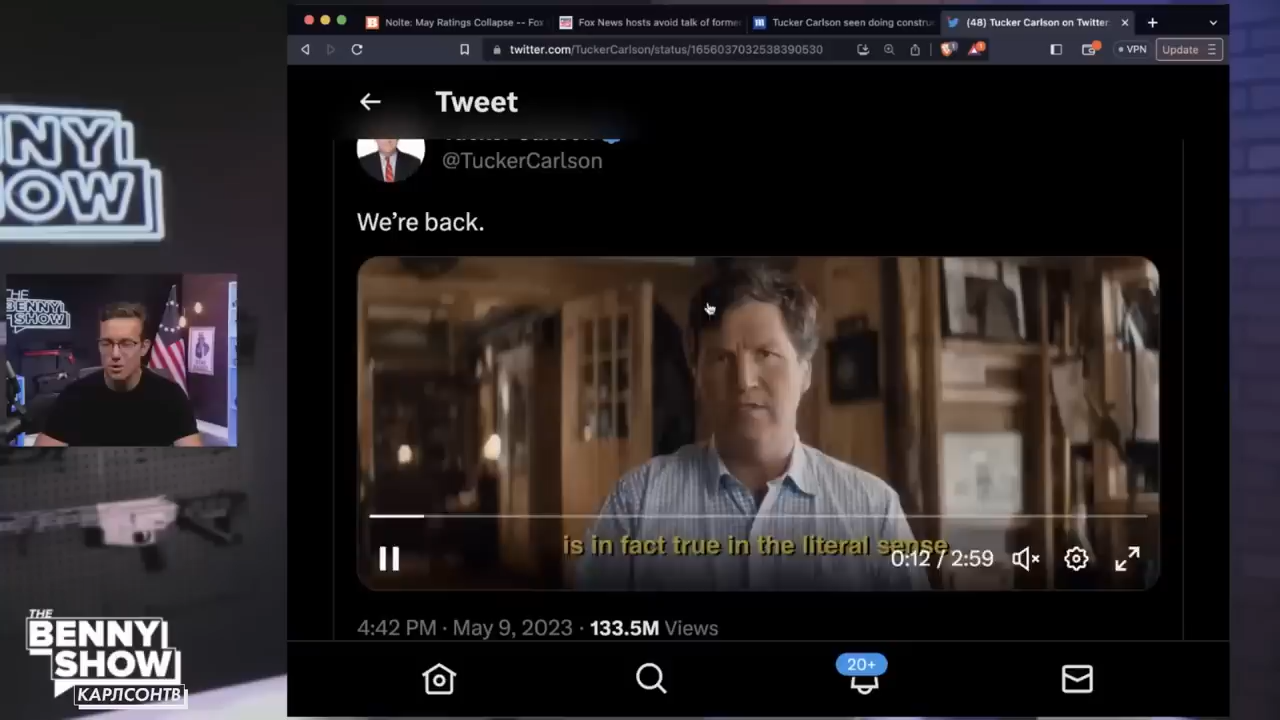 Nolte: May Ratings Collapse -- Fox
Fox News hosts avoid talk of forme
Tucker Carlson seen doing constru
(48) Tucker Carlson on Twitter
twitter.com/TuckerCarlson/status/1656037032538390530
VPN
Update
Tweet
@TuckerCarlson
We're back.
is in fact true in the literal sense
0:12 / 2:59
4:42 PM · May 9, 2023 · 133.5M Views
20+
NNY
OW
THE
BENNY
SHOW
THE
BENNY
SHOW
КАРЛСОНТВ